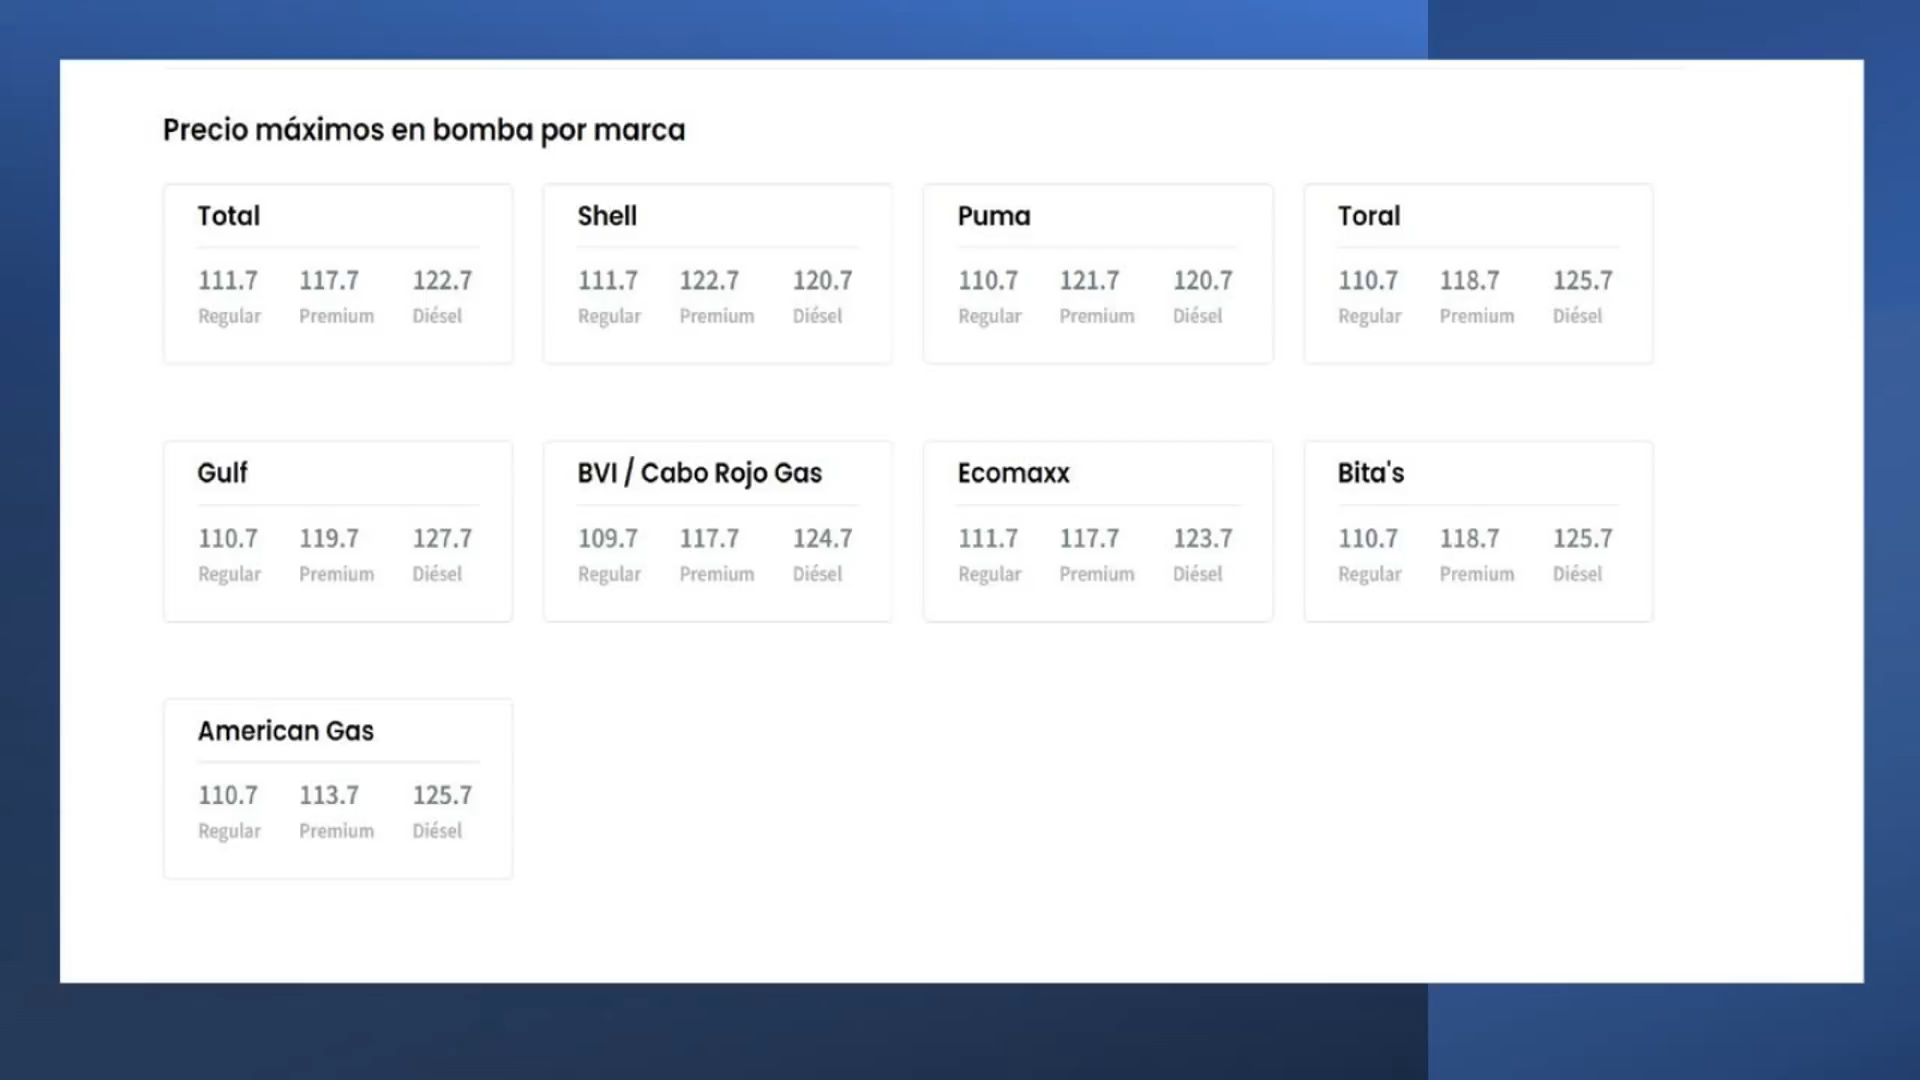 Precio máximos en bomba por marca
Total
111.7 117.7 122.7
Regular Premium Diésel
Shell
111.7 122.7 120.7
Regular Premium Diésel
Puma
110.7 121.7 120.7
Regular Premium Diésel
Toral
110.7 118.7 125.7
Regular Premium Diésel
Gulf
110.7 119.7 127.7
Regular Premium Diésel
BVI / Cabo Rojo Gas
109.7 117.7 124.7
Regular Premium Diésel
Ecomaxx
111.7 117.7 123.7
Regular Premium Diésel
Bita's
110.7 118.7 125.7
Regular Premium Diésel
American Gas
110.7 113.7 125.7
Regular Premium Diésel